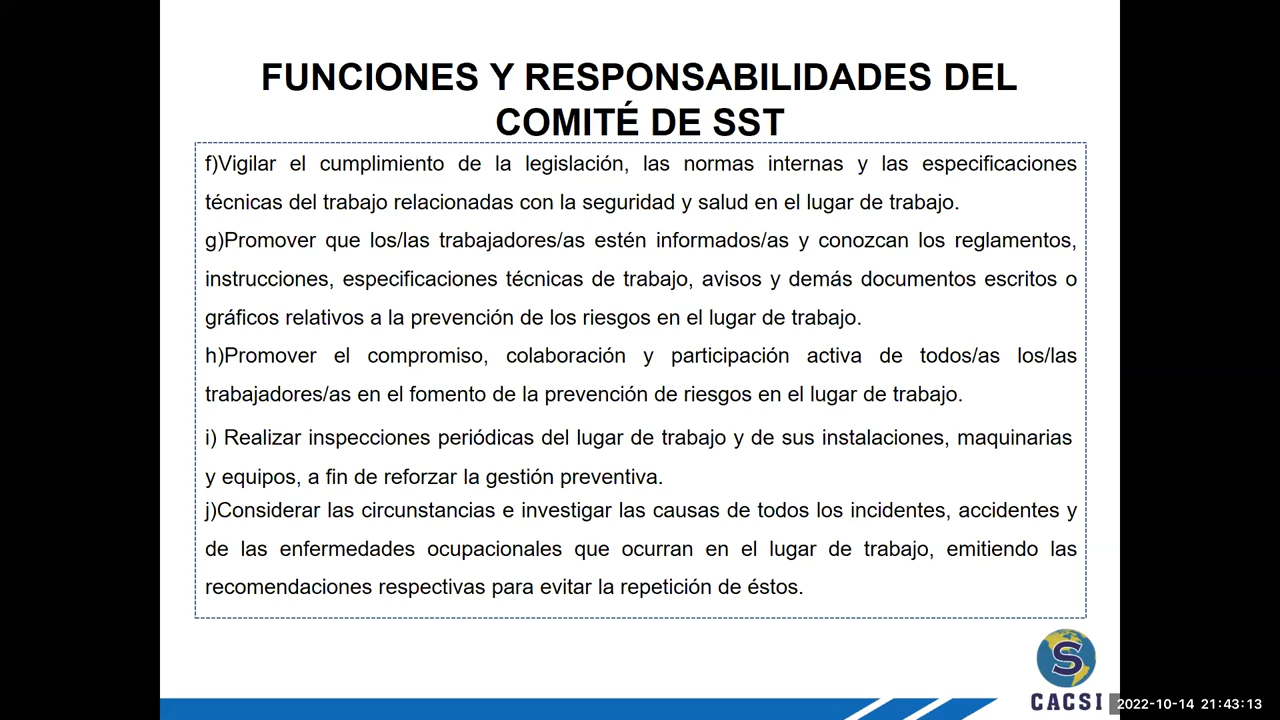 FUNCIONES Y RESPONSABILIDADES DEL
COMITÉ DE SST
f)Vigilar el cumplimiento de la legislación, las normas internas y las especificaciones
técnicas del trabajo relacionadas con la seguridad y salud en el lugar de trabajo.
g)Promover que los/las trabajadores/as estén informados/as y conozcan los reglamentos,
instrucciones, especificaciones técnicas de trabajo, avisos y demás documentos escritos o
gráficos relativos a la prevención de los riesgos en el lugar de trabajo.
h)Promover el compromiso, colaboración y participación activa de todos/as los/las
trabajadores/as en el fomento de la prevención de riesgos en el lugar de trabajo.
i) Realizar inspecciones periódicas del lugar de trabajo y de sus instalaciones, maquinarias
y equipos, a fin de reforzar la gestión preventiva.
j)Considerar las circunstancias e investigar las causas de todos los incidentes, accidentes y
de las enfermedades ocupacionales que ocurran en el lugar de trabajo, emitiendo las
recomendaciones respectivas para evitar la repetición de éstos.
S
CACSI
2022-10-14 21:43:13